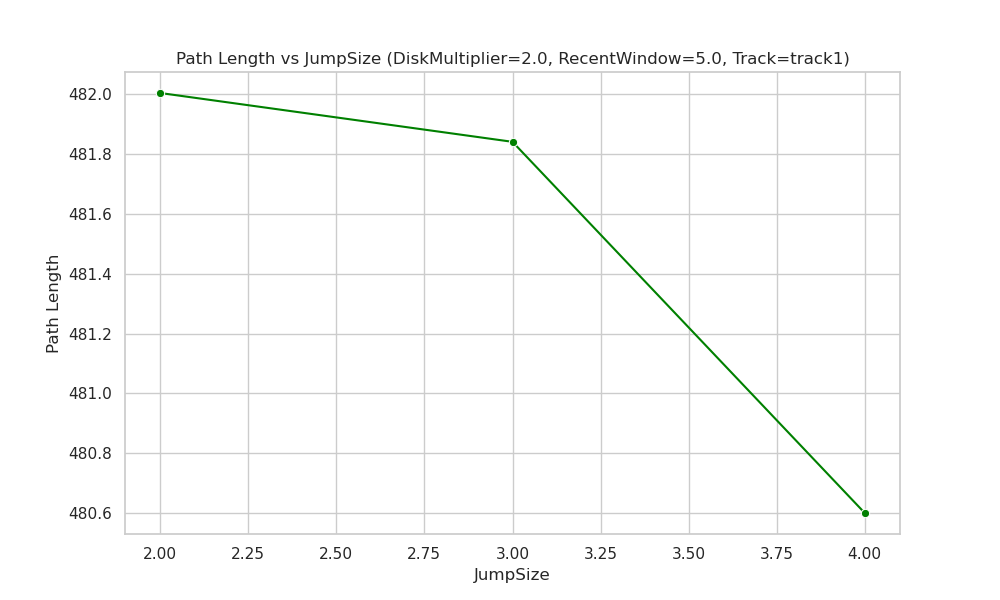 Path Length vs JumpSize (DiskMultiplier=2.0, RecentWindow=5.0, Track=track1)
Path Length
482.0
481.8
481.6
481.4
481.2
481.0
480.8
480.6
2.00 2.25 2.50 2.75 3.00 3.25 3.50 3.75 4.00
JumpSize